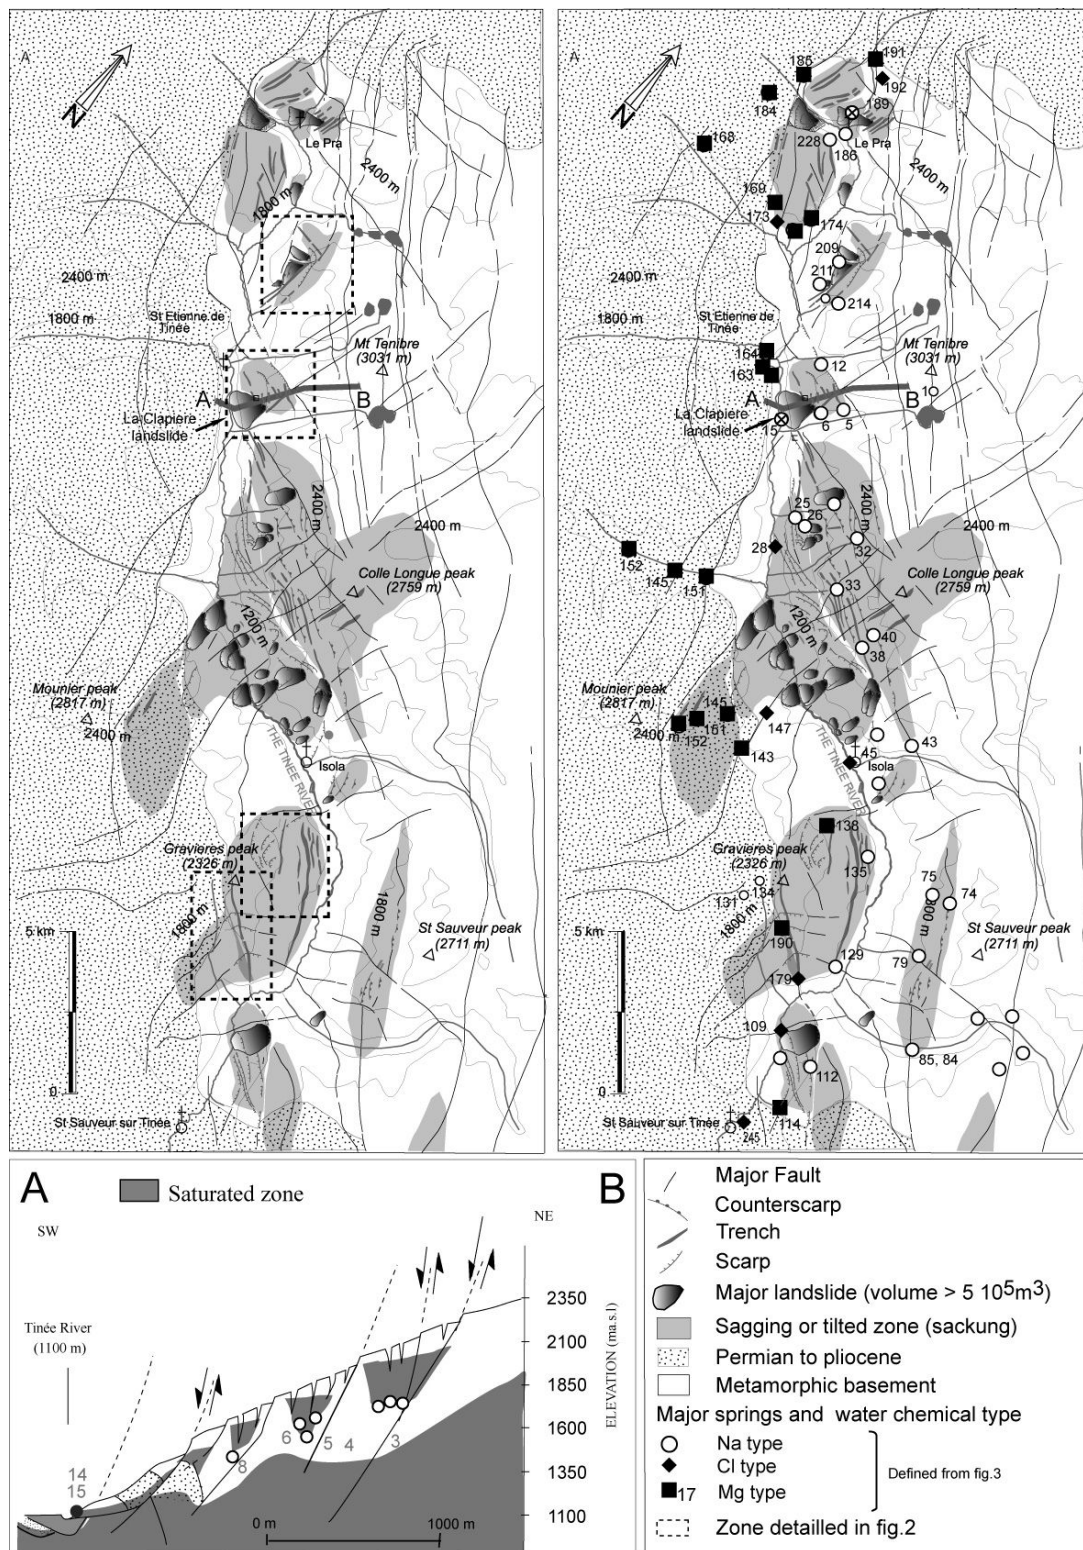 A
N
Le Pra
2400 m
1800 m
2400 m
1800 m
St Etienne de
Tinée
Mt Tenibre
(3031 m)
A
B
La Clapière
landslide
2400 m
2400 m
Colle Longue peak
(2759 m)
1200 m
Mounier peak
(2817 m)
2400 m
THE TINEE RIVER
Isola
Gravieres peak
(2326 m)
1800 m
1800 m
St Sauveur peak
(2711 m)
5 km
0
St Sauveur sur Tinée
A
N
185
191
192
184
189
168
228
186
Le Pra
2400 m
169
173
174
209
2400 m
211
214
1800 m
St Etienne de
Tinée
Mt Tenibre
(3031 m)
164
163
12
1
A
B
La Clapière
landslide
15
6
5
2400 m
25
26
2400 m
28
32
152
145
151
33
Colle Longue peak
(2759 m)
1200 m
40
38
Mounier peak
(2817 m)
2400 m
145
151
152
147
143
43
45
THE TINEE RIVER
Isola
138
Gravieres peak
(2326 m)
135
134
131
75
74
1800 m
190
St Sauveur peak
(2711 m)
129
79
179
5 km
109
85, 84
112
0
St Sauveur sur Tinée
114
245
A
Saturated zone
B
SW
NE
Tinée River
(1100 m)
2350
2100
1850
1600
1350
1100
ELEVATION (ma.s.l)
6
5
4
3
8
14
15
0 m
1000 m
Major Fault
Counterscarp
Trench
Scarp
Major landslide (volume > 5 10⁵m³)
Sagging or tilted zone (sackung)
Permian to pliocene
Metamorphic basement
Major springs and water chemical type
Na type
Cl type
Defined from fig.3
17 Mg type
Zone detailled in fig.2